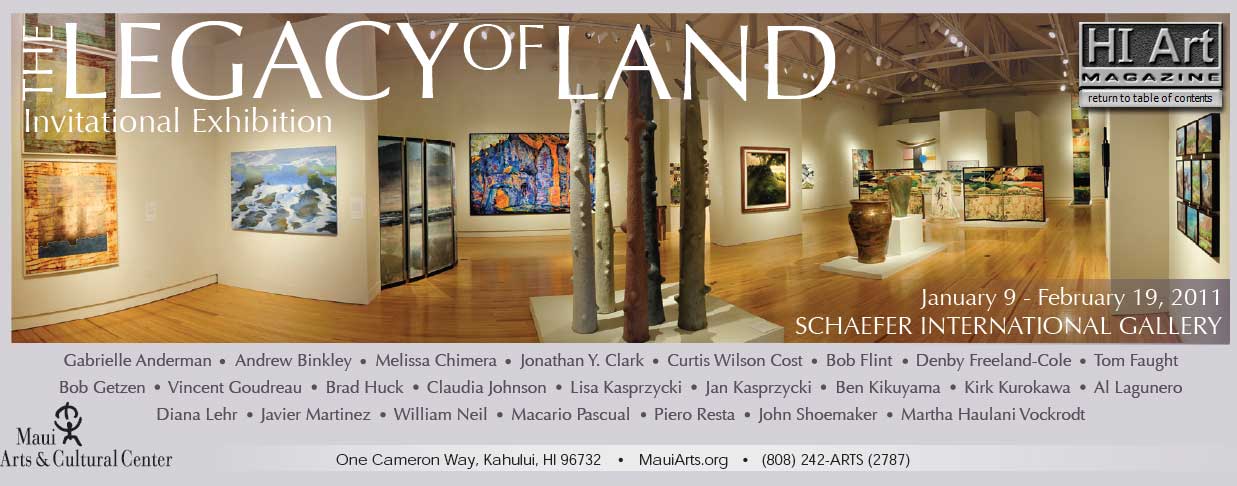 THE LEGACY OF LAND
Invitational Exhibition
HI Art
MAGAZINE
return to table of contents
January 9 - February 19, 2011
SCHAEFER INTERNATIONAL GALLERY
Gabrielle Anderman • Andrew Binkley • Melissa Chimera • Jonathan Y. Clark • Curtis Wilson Cost • Bob Flint • Denby Freeland-Cole • Tom Faught
Bob Getzen • Vincent Goudreau • Brad Huck • Claudia Johnson • Lisa Kasprzycki • Jan Kasprzycki • Ben Kikuyama • Kirk Kurokawa • Al Lagunero
Diana Lehr • Javier Martinez • William Neil • Macario Pascual • Piero Resta • John Shoemaker • Martha Haulani Vockrodt
Maui
Arts & Cultural Center
One Cameron Way, Kahului, HI 96732 • MauiArts.org • (808) 242-ARTS (2787)